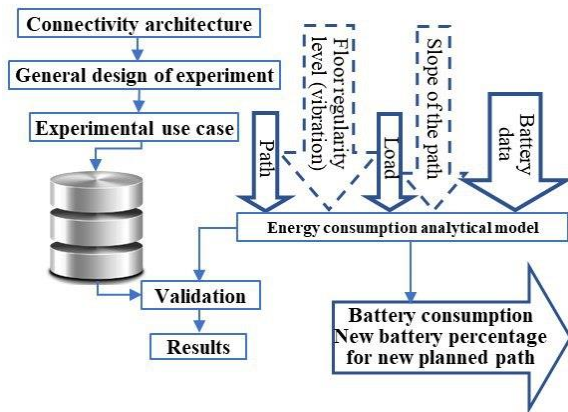 Connectivity architecture
General design of experiment
Experimental use case
Path
Floor regularity
level (vibration)
Load
Slope of the path
Battery
data
Energy consumption analytical model
Validation
Results
Battery consumption
New battery percentage
for new planned path